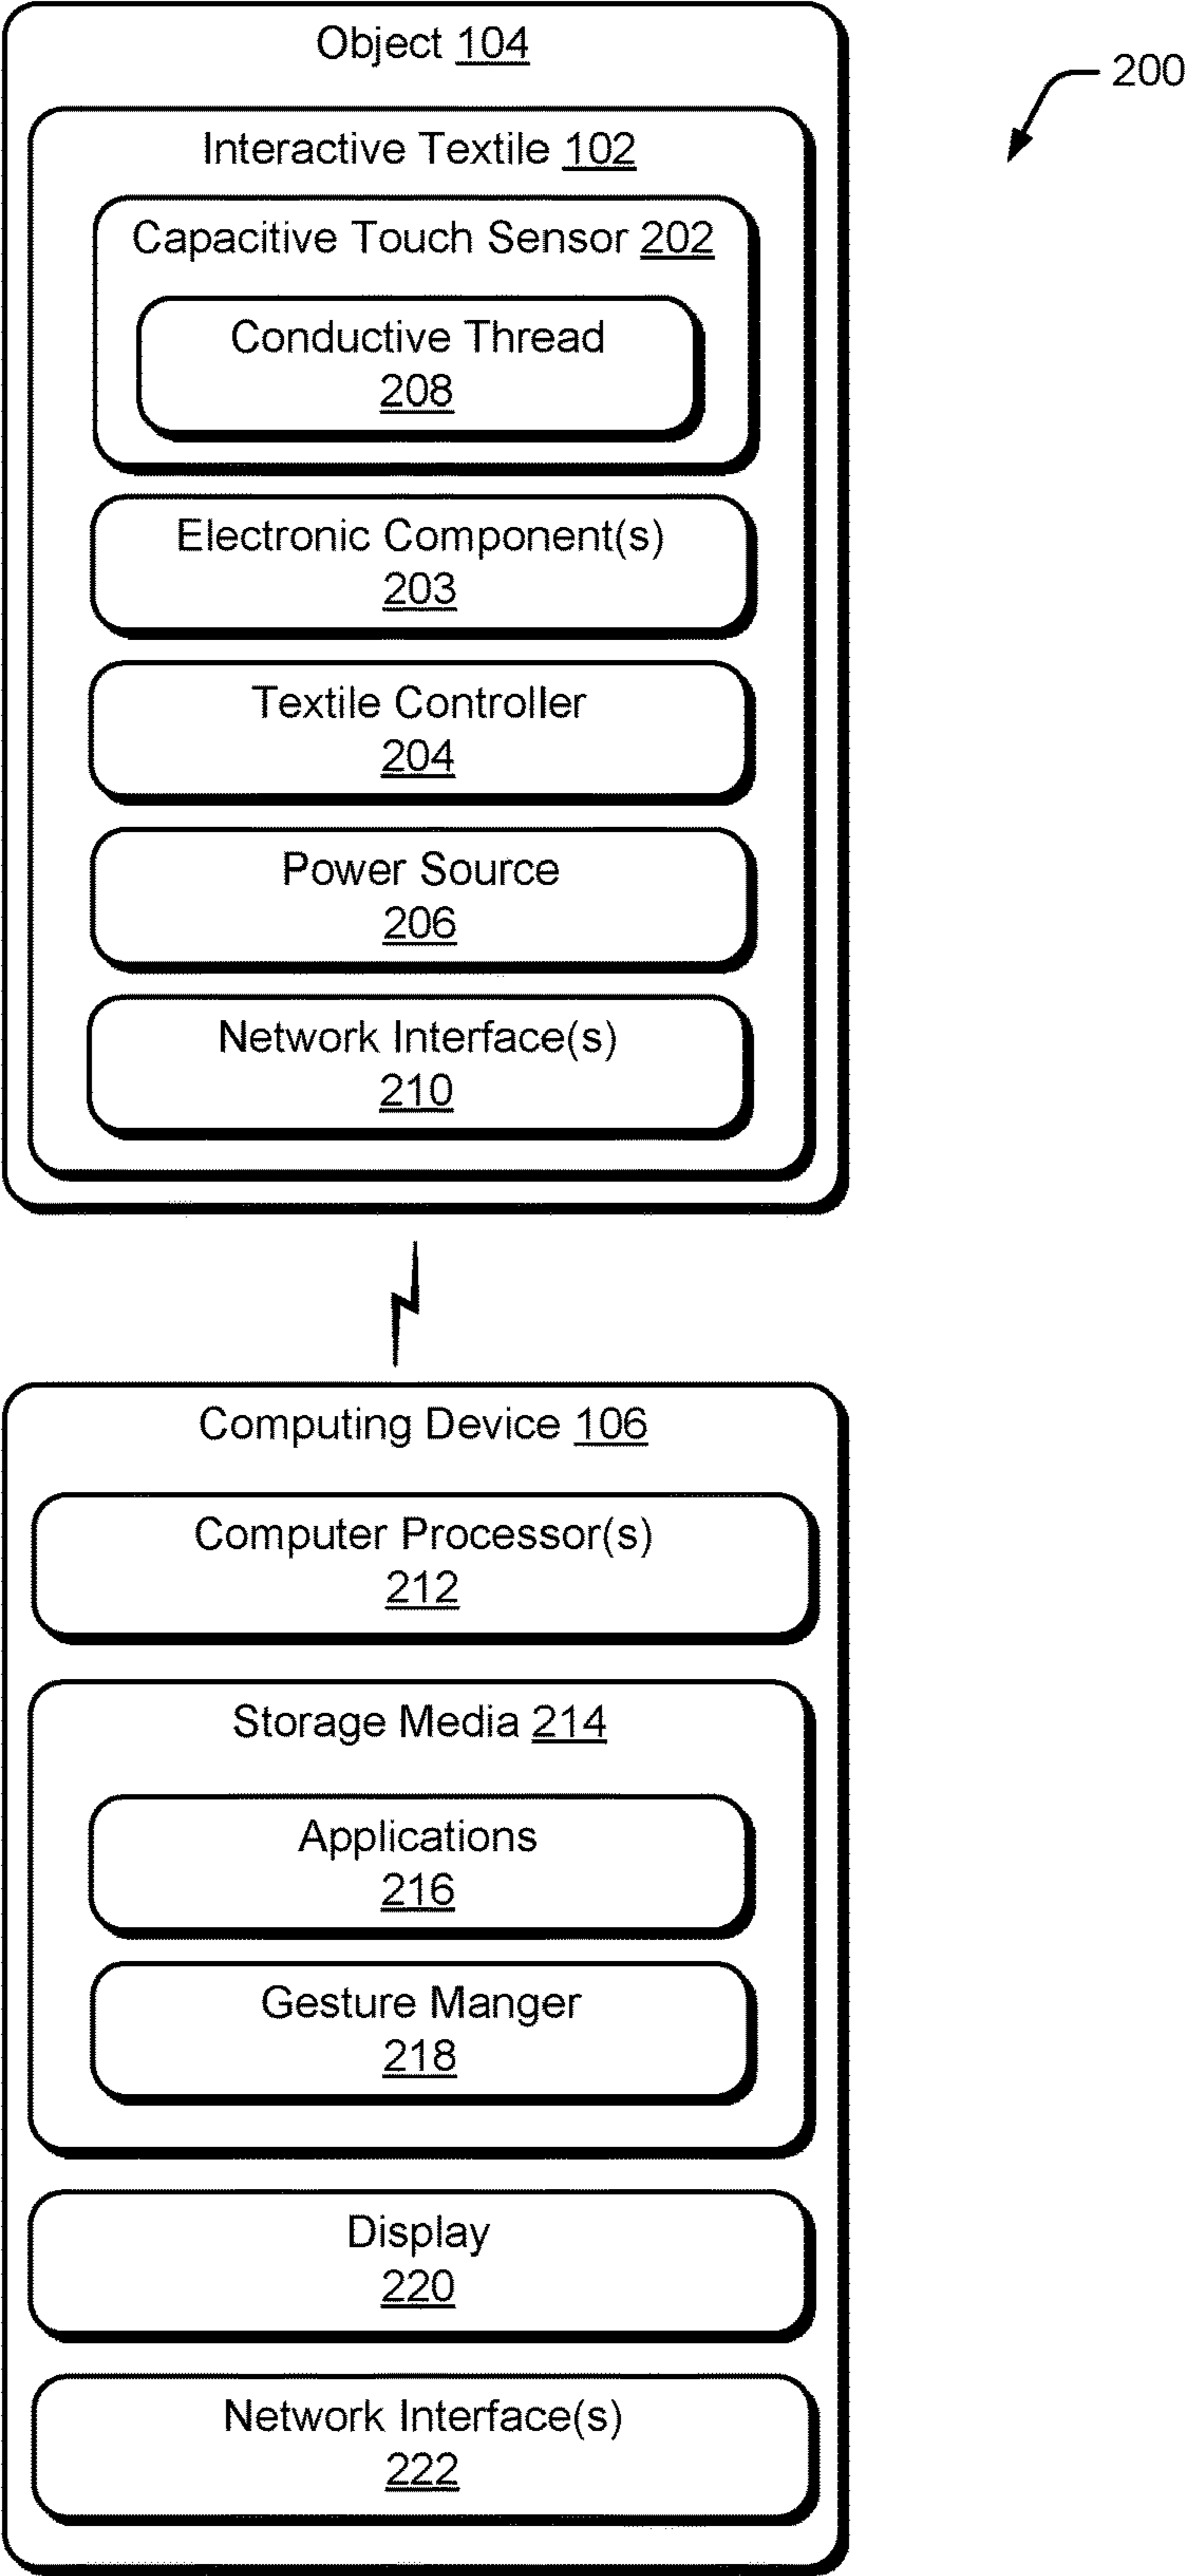 Object 104
200
Interactive Textile 102
Capacitive Touch Sensor 202
Conductive Thread
208
Electronic Component(s)
203
Textile Controller
204
Power Source
206
Network Interface(s)
210
Computing Device 106
Computer Processor(s)
212
Storage Media 214
Applications
216
Gesture Manger
218
Display
220
Network Interface(s)
222